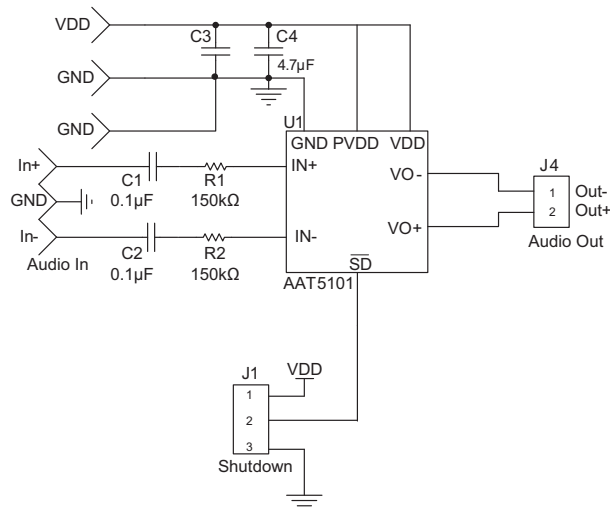 VDD
C3
C4
4.7µF
GND
GND
U1
GND PVDD VDD
In+
IN+
C1
R1
0.1µF
150kΩ
VO-
J4
1
Out-
2
Out+
Audio Out
GND
In-
IN-
VO+
C2
R2
0.1µF
150kΩ
Audio In
SD
AAT5101
J1
VDD
1
2
3
Shutdown